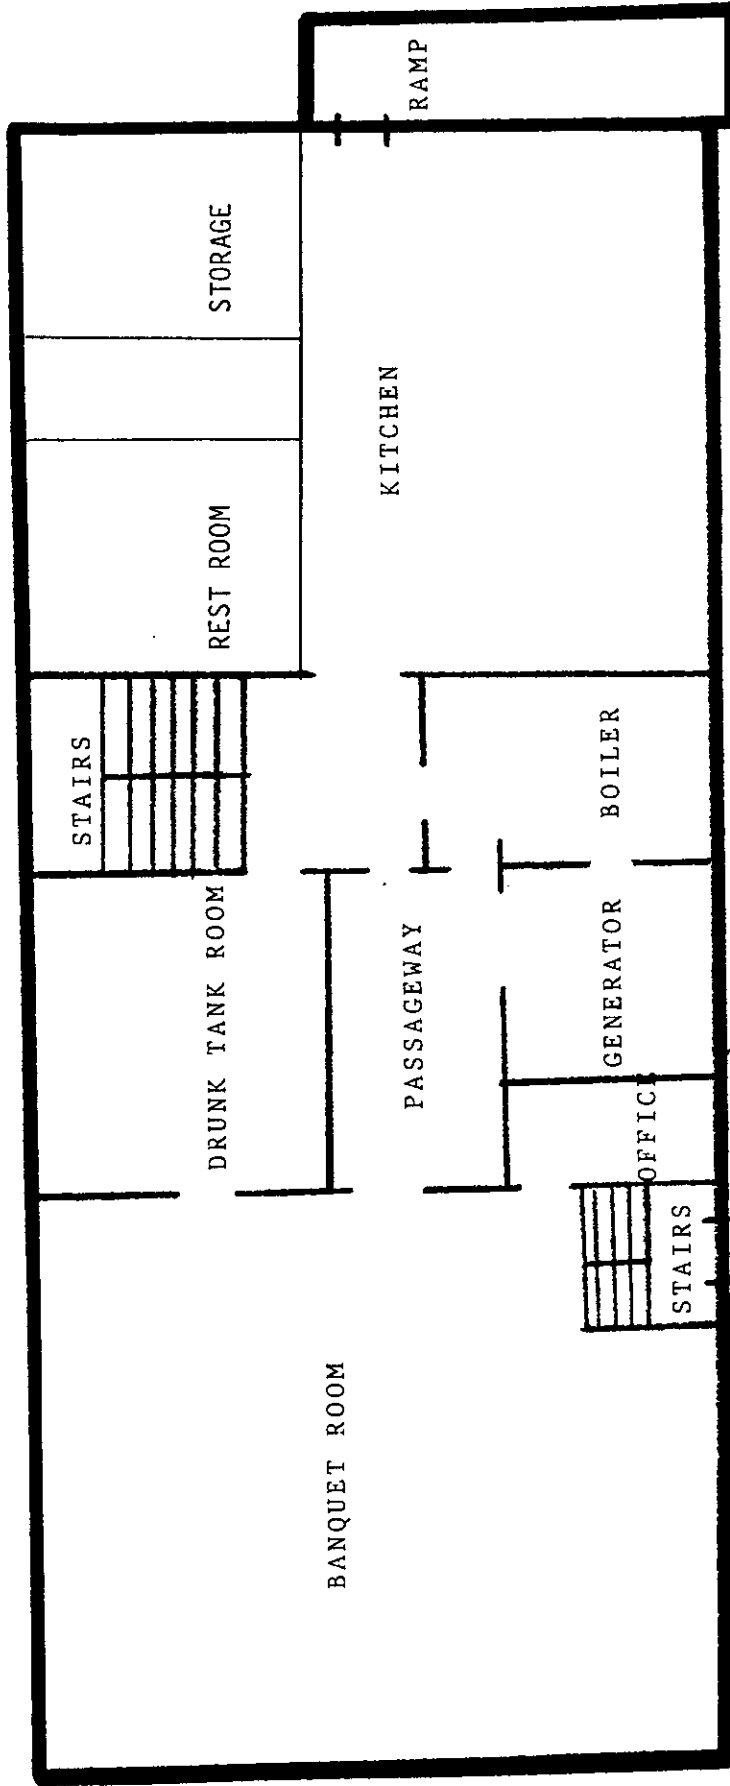 RAMP
STORAGE
KITCHEN
REST ROOM
STAIRS
BOILER
DRUNK TANK ROOM
PASSAGEWAY
GENERATOR
OFFICE
STAIRS
BANQUET ROOM